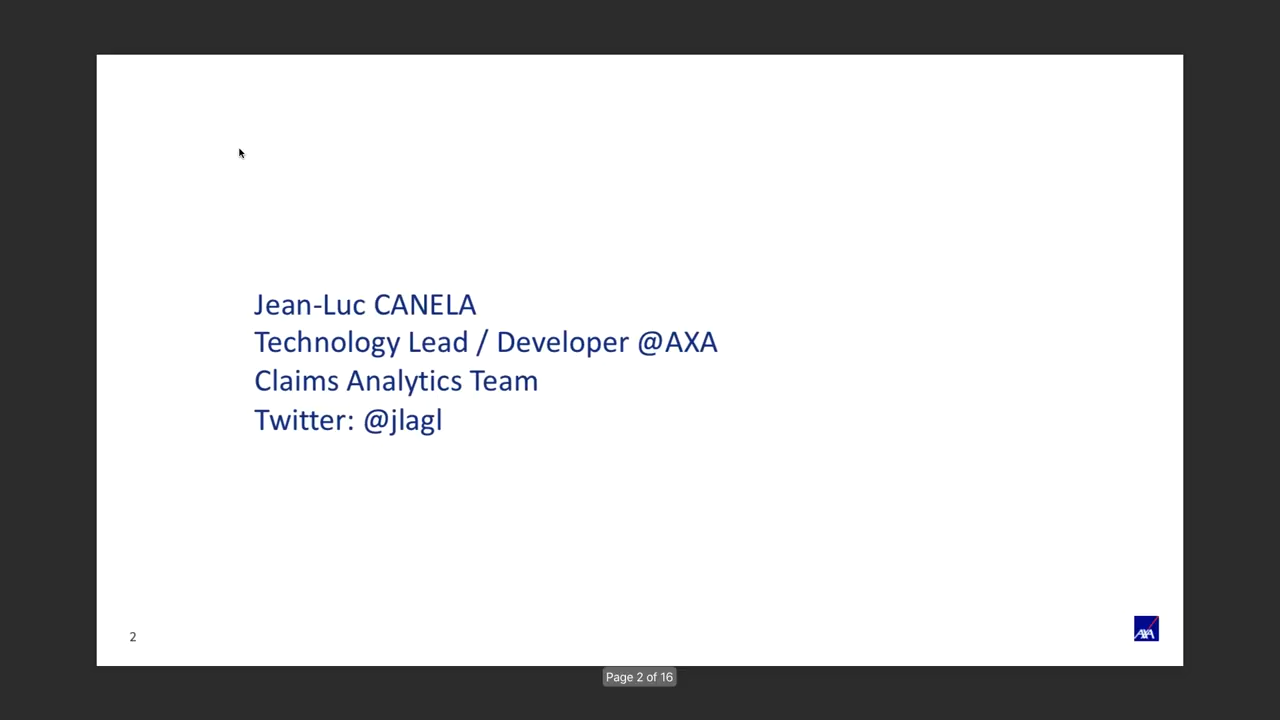 Jean-Luc CANELA
Technology Lead / Developer @AXA
Claims Analytics Team
Twitter: @jlagl
2
AXA
Page 2 of 16